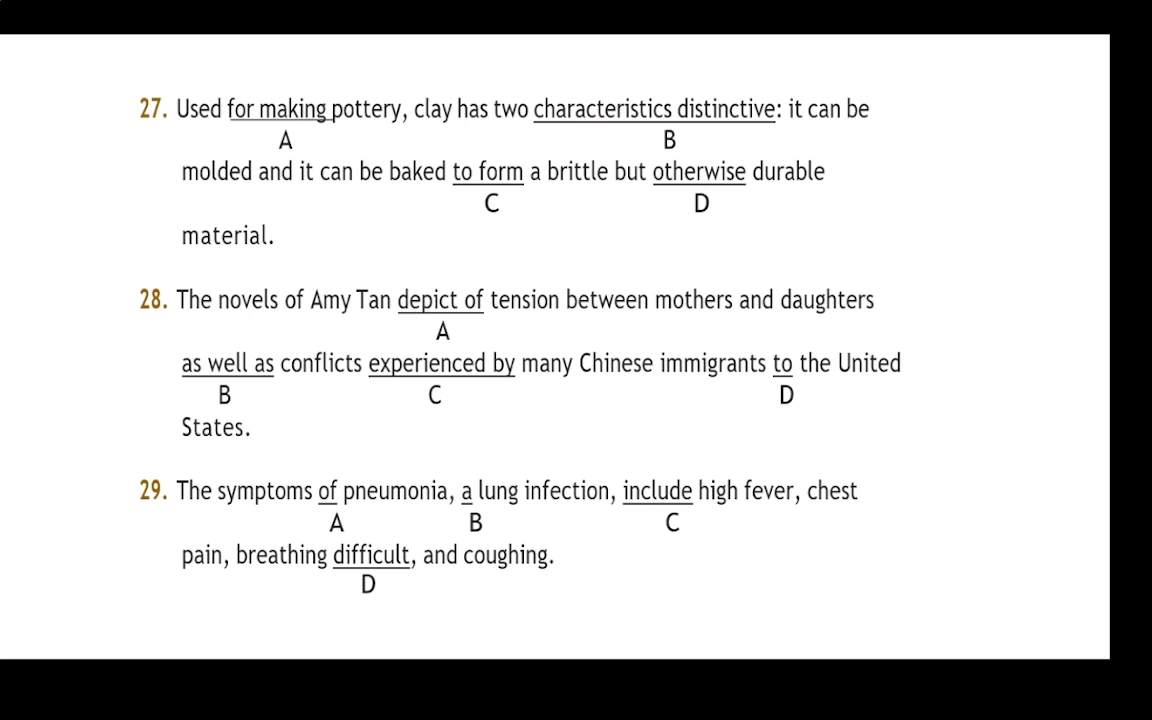 27. Used for making pottery, clay has two characteristics distinctive: it can be
A B
molded and it can be baked to form a brittle but otherwise durable
C D
material.
28. The novels of Amy Tan depict of tension between mothers and daughters
A
as well as conflicts experienced by many Chinese immigrants to the United
B C D
States.
29. The symptoms of pneumonia, a lung infection, include high fever, chest
A B C
pain, breathing difficult, and coughing.
D